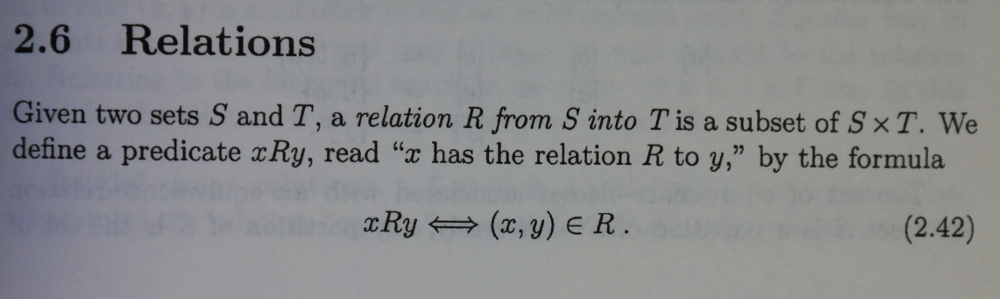 2.6 Relations
Given two sets S and T, a relation R from S into T is a subset of S × T. We
define a predicate xRy, read “x has the relation R to y,” by the formula
xRy ⟺ (x, y) ∈ R . (2.42)